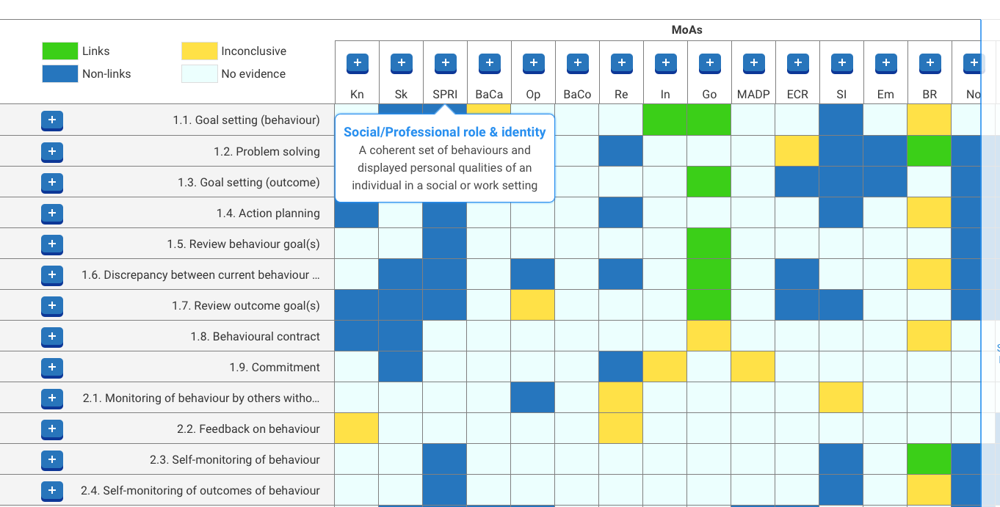 MoAs
Links
Inconclusive
Non-links
No evidence
Kn
Sk
SPRI
BaCa
Op
BaCo
Re
In
Go
MADP
ECR
SI
Em
BR
No
1.1. Goal setting (behaviour)
Social/Professional role & identity
A coherent set of behaviours and
displayed personal qualities of an
individual in a social or work setting
1.2. Problem solving
1.3. Goal setting (outcome)
1.4. Action planning
1.5. Review behaviour goal(s)
1.6. Discrepancy between current behaviour ...
1.7. Review outcome goal(s)
1.8. Behavioural contract
1.9. Commitment
2.1. Monitoring of behaviour by others witho...
2.2. Feedback on behaviour
2.3. Self-monitoring of behaviour
2.4. Self-monitoring of outcomes of behaviour